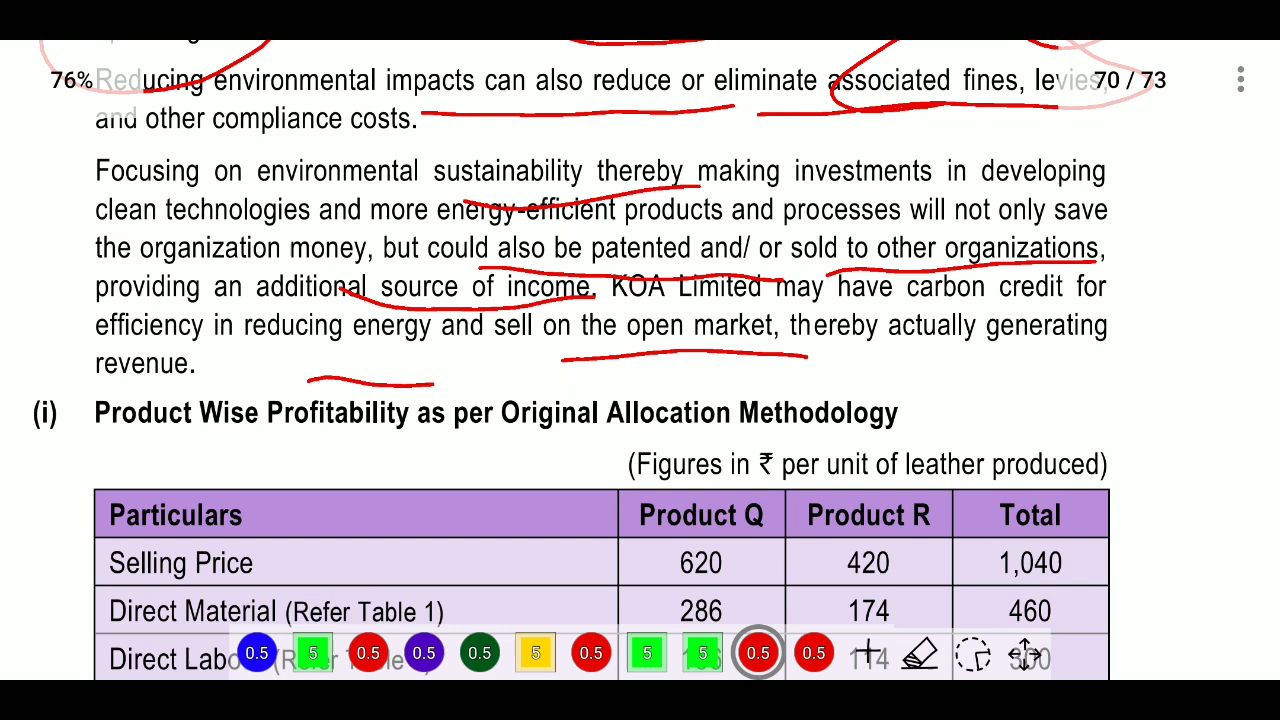 76% Reducing environmental impacts can also reduce or eliminate associated fines, levies, 70 / 73
and other compliance costs.
Focusing on environmental sustainability thereby making investments in developing
clean technologies and more energy-efficient products and processes will not only save
the organization money, but could also be patented and/ or sold to other organizations,
providing an additional source of income. KOA Limited may have carbon credit for
efficiency in reducing energy and sell on the open market, thereby actually generating
revenue.
(i) Product Wise Profitability as per Original Allocation Methodology
(Figures in ₹ per unit of leather produced)
Particulars Product Q Product R Total
Selling Price 620 420 1,040
Direct Material (Refer Table 1) 286 174 460
Direct Labo
0.5 5 0.5 0.5 0.5 5 0.5 5 5 0.5 0.5